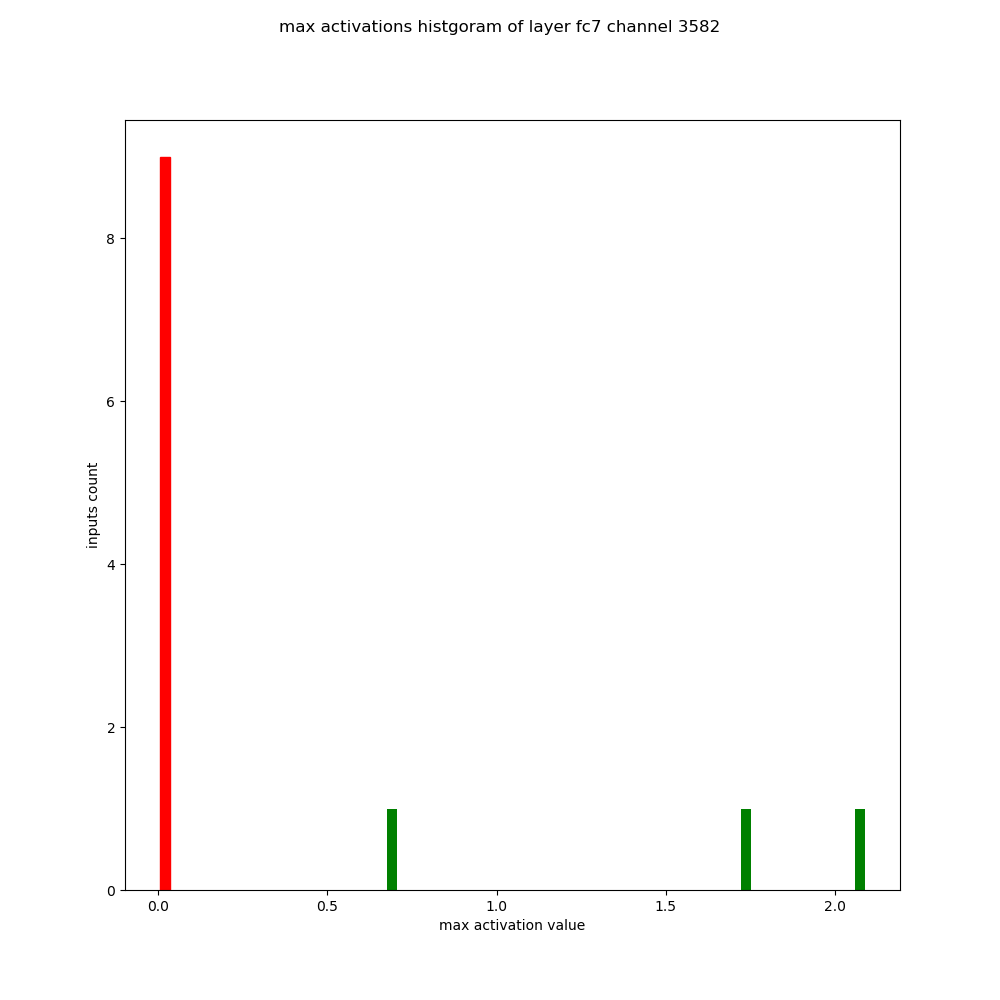 max activations histgoram of layer fc7 channel 3582
8
6
4
2
0
inputs count
0.0 0.5 1.0 1.5 2.0
max activation value